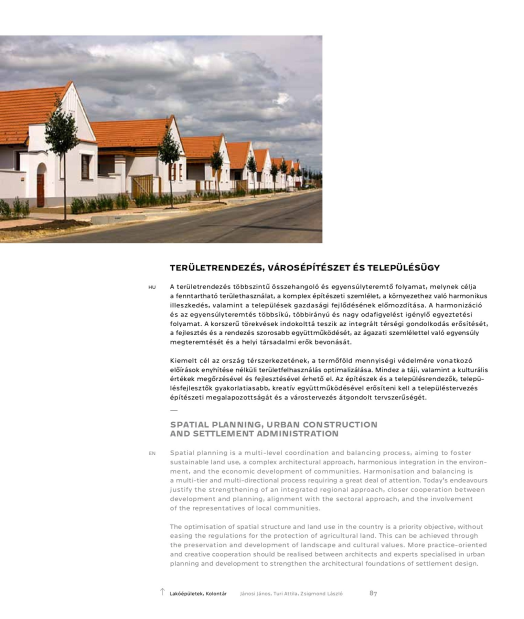 TERÜLETRENDEZÉS, VÁROSÉPÍTÉSZET ÉS TELEPÜLÉSÜGY
HU
A területrendezés többszintű összehangoló és egyensúlyteremtő folyamat, melynek célja
a fenntartható területhasználat, a komplex építészeti szemlélet, a környezethez való harmonikus
illeszkedés, valamint a települések gazdasági fejlődésének előmozdítása. A harmonizáció
és az egyensúlyteremtés többsíkú, többirányú és nagy odafigyelést igénylő egyeztetési
folyamat. A korszerű törekvések indokolttá teszik az integrált térségi gondolkodás erősítését,
a fejlesztés és a rendezés szorosabb együttműködését, az ágazati szemlélettel való egyensúly
megteremtését és a helyi társadalmi erők bevonását.
Kiemelt cél az ország térszerkezetének, a termőföld mennyiségi védelmére vonatkozó
előírások enyhítése nélküli területfelhasználás optimalizálása. Mindez a táji, valamint a kulturális
értékek megőrzésével és fejlesztésével érhető el. Az építészek és a településrendezők, telepü-
lésfejlesztők gyakorlatiasabb, kreatív együttműködésével erősíteni kell a településtervezés
építészeti megalapozottságát és a várostervezés átgondolt tervszerűségét.
—
SPATIAL PLANNING, URBAN CONSTRUCTION
AND SETTLEMENT ADMINISTRATION
EN
Spatial planning is a multi-level coordination and balancing process, aiming to foster
sustainable land use, a complex architectural approach, harmonious integration in the environ-
ment, and the economic development of communities. Harmonisation and balancing is
a multi-tier and multi-directional process requiring a great deal of attention. Today's endeavours
justify the strengthening of an integrated regional approach, closer cooperation between
development and planning, alignment with the sectoral approach, and the involvement
of the representatives of local communities.
The optimisation of spatial structure and land use in the country is a priority objective, without
easing the regulations for the protection of agricultural land. This can be achieved through
the preservation and development of landscape and cultural values. More practice-oriented
and creative cooperation should be realised between architects and experts specialised in urban
planning and development to strengthen the architectural foundations of settlement design.
↑ Lakóépületek, Kolontár Jánosi János, Turi Attila, Zsigmond László 87